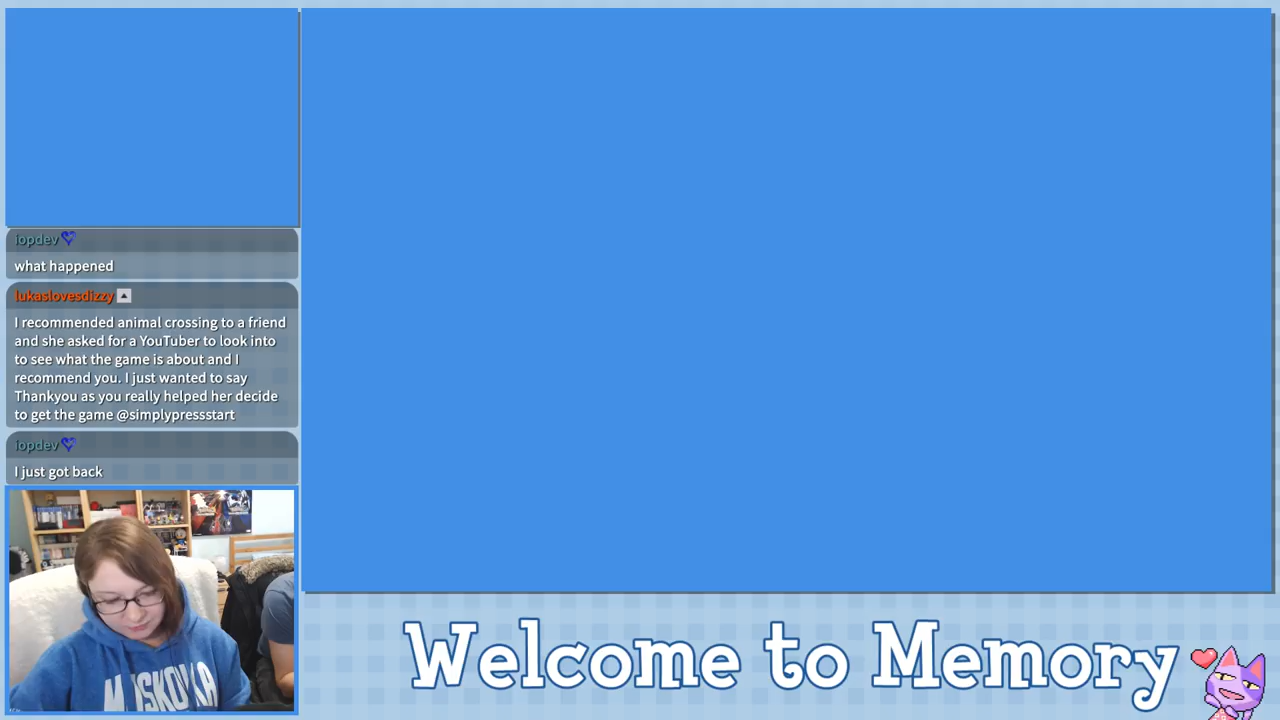 iopdev
what happened
lukaslovesdizzy
I recommended animal crossing to a friend
and she asked for a YouTuber to look into
to see what the game is about and I
recommend you. I just wanted to say
Thankyou as you really helped her decide
to get the game @simplypressstart
iopdev
I just got back
MUSKOKA
Welcome to Memory